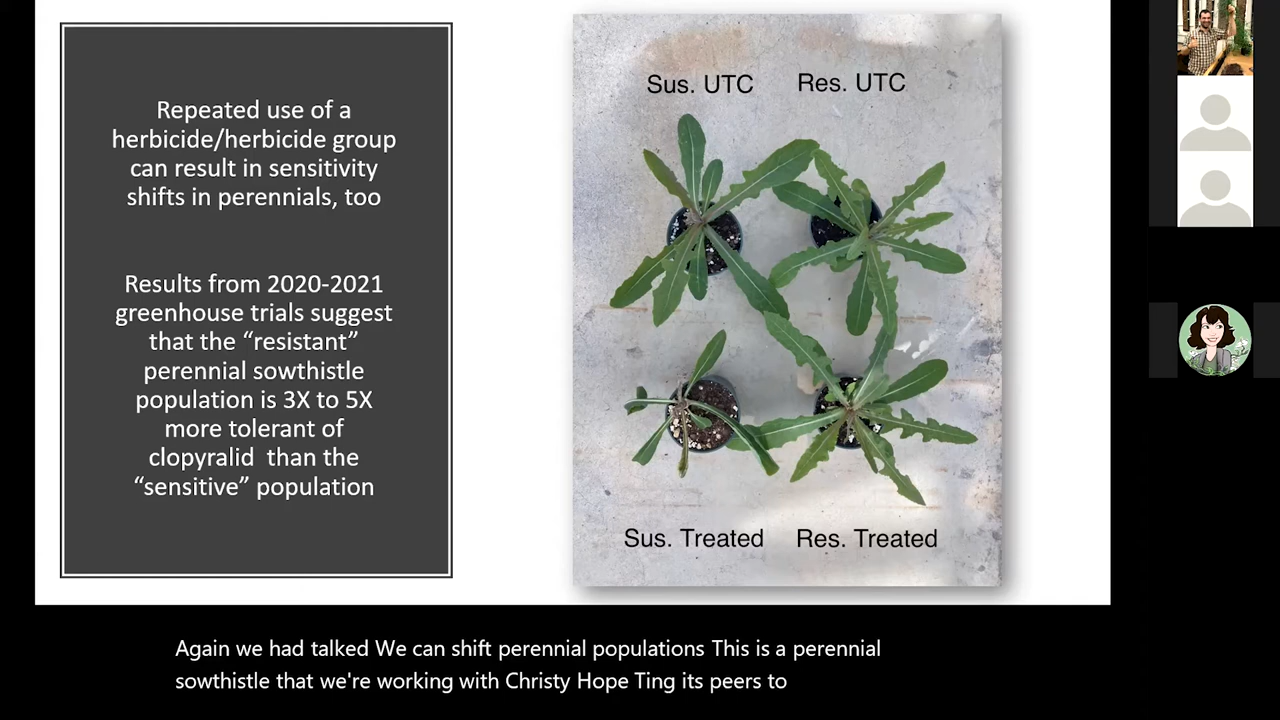 Repeated use of a
herbicide/herbicide group
can result in sensitivity
shifts in perennials, too
Results from 2020-2021
greenhouse trials suggest
that the “resistant”
perennial sowthistle
population is 3X to 5X
more tolerant of
clopyralid than the
“sensitive” population
Sus. UTC Res. UTC
Sus. Treated Res. Treated
Again we had talked We can shift perennial populations This is a perennial
sowthistle that we're working with Christy Hope Ting its peers to